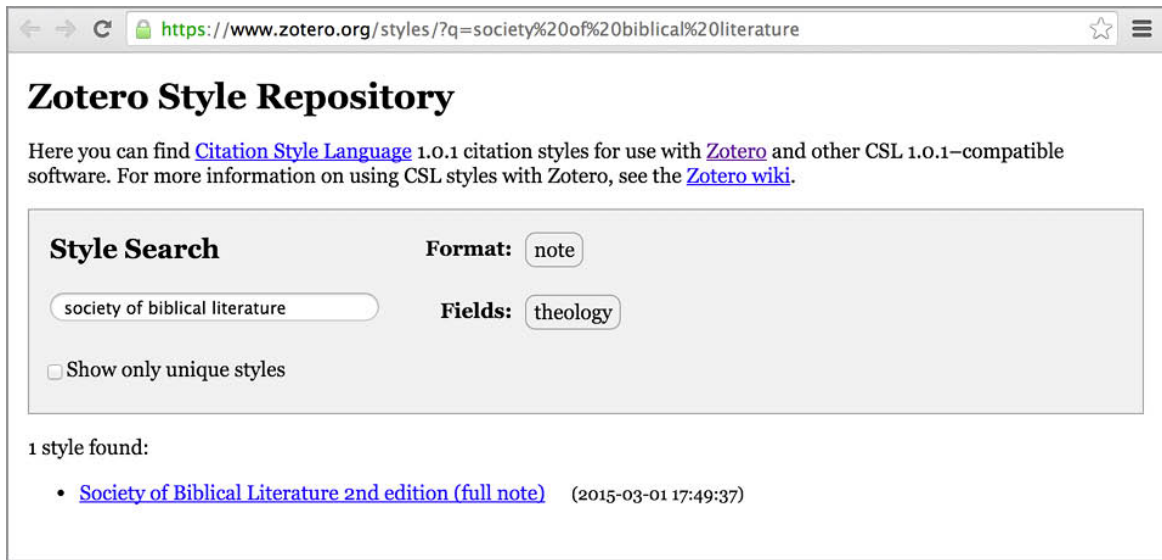 https://www.zotero.org/styles/?q=society%20of%20biblical%20literature
Zotero Style Repository
Here you can find Citation Style Language 1.0.1 citation styles for use with Zotero and other CSL 1.0.1–compatible
software. For more information on using CSL styles with Zotero, see the Zotero wiki.
Style Search
Format: note
society of biblical literature
Fields: theology
Show only unique styles
1 style found:
• Society of Biblical Literature 2nd edition (full note) (2015-03-01 17:49:37)